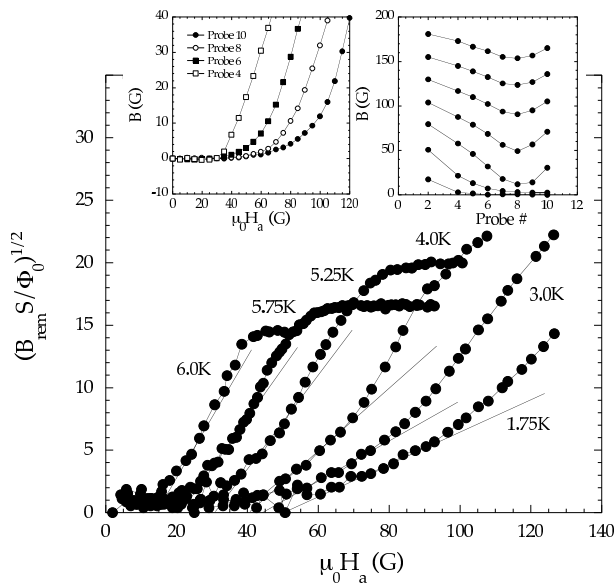 40
30
20
10
0
-10
B (G)
Probe 10
Probe 8
Probe 6
Probe 4
0 20 40 60 80 100 120
μ₀Hₐ (G)
200
150
100
50
0
B (G)
0 2 4 6 8 10 12
Probe #
30
20
10
5
0
15
(B_rem S/Φ₀)^1/2
6.0K
5.75K
5.25K
4.0K
3.0K
1.75K
0 20 40 60 80 100 120 140
μ₀Hₐ (G)